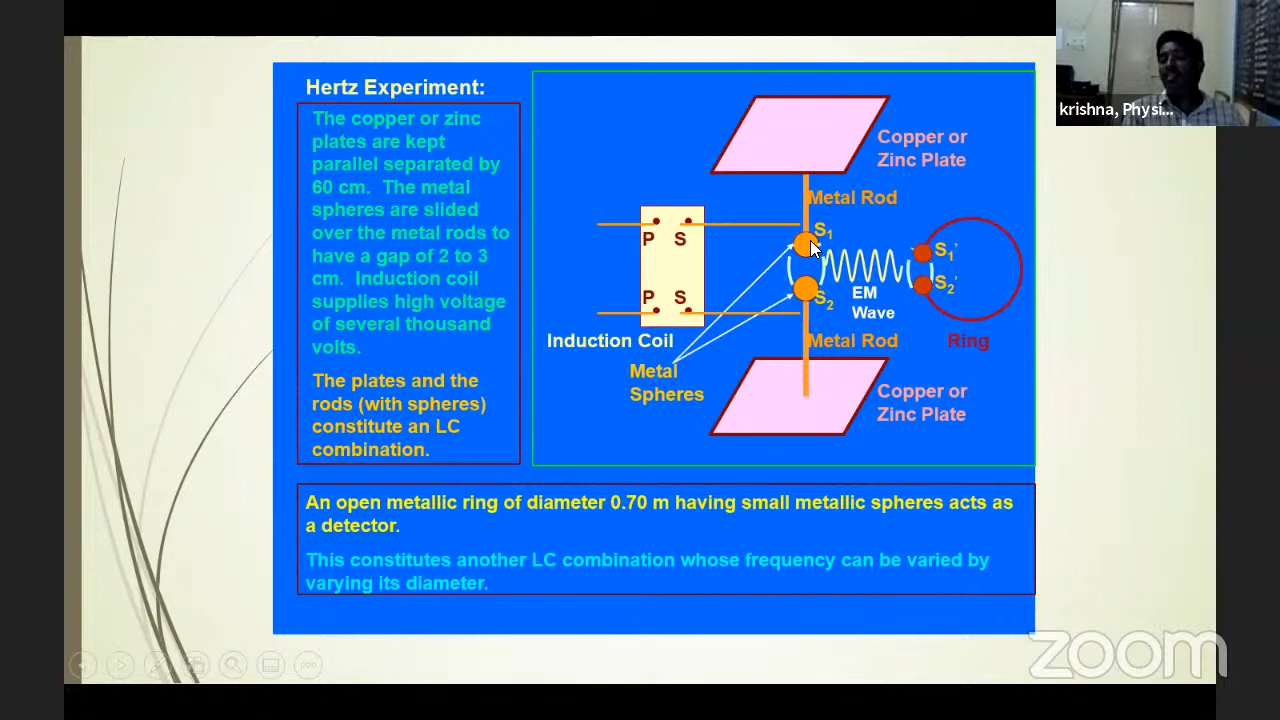 Hertz Experiment:
The copper or zinc
plates are kept
parallel separated by
60 cm. The metal
spheres are slided
over the metal rods to
have a gap of 2 to 3
cm. Induction coil
supplies high voltage
of several thousand
volts.
The plates and the
rods (with spheres)
constitute an LC
combination.
Copper or
Zinc Plate
Metal Rod
S1
P S
S1’
S2’
P S
S2
EM
Wave
Induction Coil
Metal Rod
Ring
Metal
Spheres
Copper or
Zinc Plate
An open metallic ring of diameter 0.70 m having small metallic spheres acts as
a detector.
This constitutes another LC combination whose frequency can be varied by
varying its diameter.
krishna, Physi...
zoom